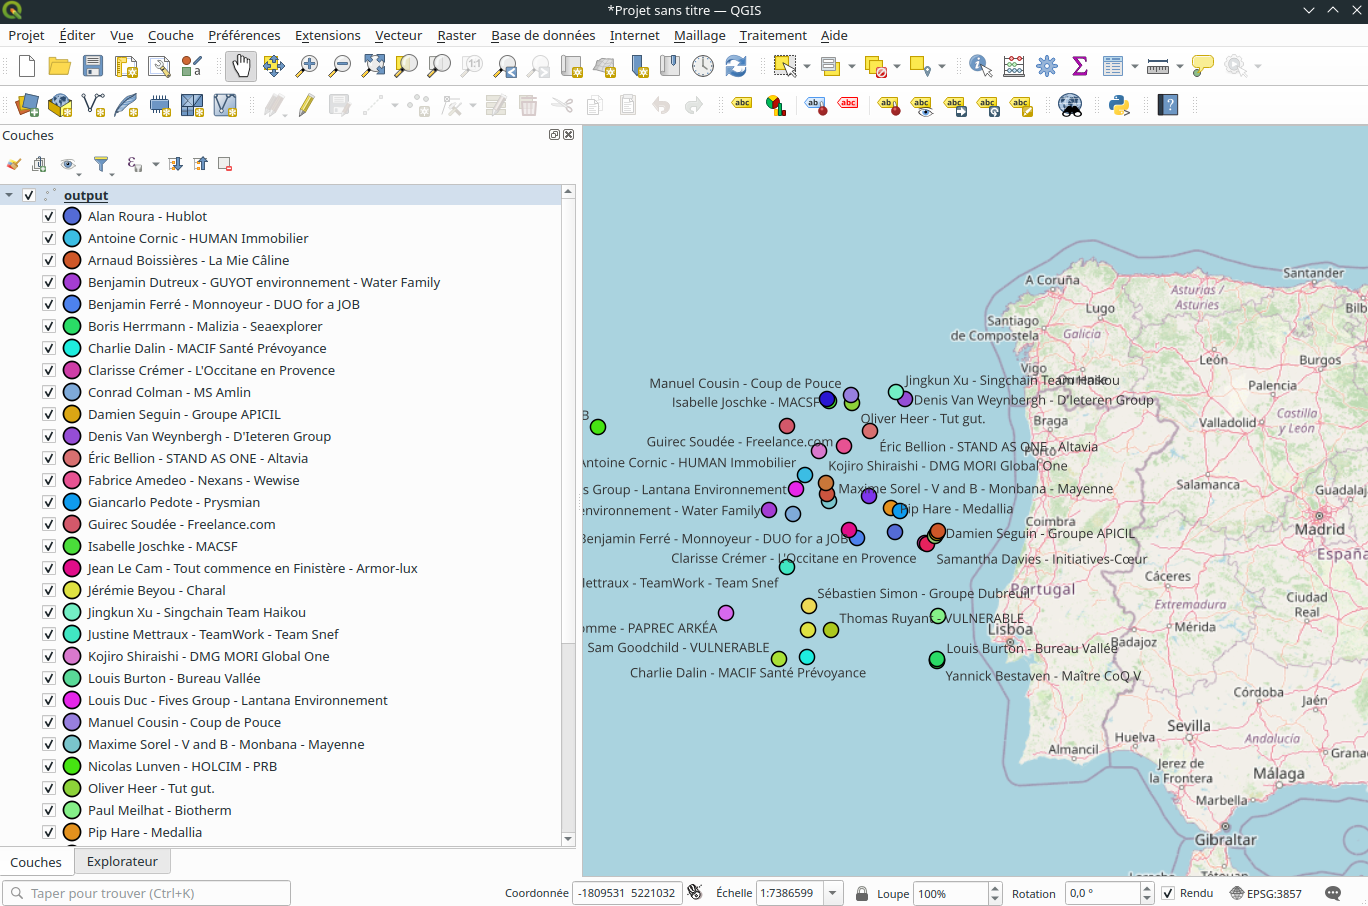 *Projet sans titre — QGIS
Projet Éditer Vue Couche Préférences Extensions Vecteur Raster Base de données Internet Maillage Traitement Aide
Couches
output
Alan Roura - Hublot
Antoine Cornic - HUMAN Immobilier
Arnaud Boissières - La Mie Câline
Benjamin Dutreux - GUYOT environnement - Water Family
Benjamin Ferré - Monnoyeur - DUO for a JOB
Boris Herrmann - Malizia - Seaexplorer
Charlie Dalin - MACIF Santé Prévoyance
Clarisse Crémer - L'Occitane en Provence
Conrad Colman - MS Amlin
Damien Seguin - Groupe APICIL
Denis Van Weynbergh - D'Ieteren Group
Éric Bellion - STAND AS ONE - Altavia
Fabrice Amedeo - Nexans - Wewise
Giancarlo Pedote - Prysmian
Guirec Soudée - Freelance.com
Isabelle Joschke - MACSF
Jean Le Cam - Tout commence en Finistère - Armor-lux
Jérémie Beyou - Charal
Jingkun Xu - Singchain Team Haikou
Justine Mettraux - TeamWork - Team Snef
Kojiro Shiraishi - DMG MORI Global One
Louis Burton - Bureau Vallée
Louis Duc - Fives Group - Lantana Environnement
Manuel Cousin - Coup de Pouce
Maxime Sorel - V and B - Monbana - Mayenne
Nicolas Lunven - HOLCIM - PRB
Oliver Heer - Tut gut.
Paul Meilhat - Biotherm
Pip Hare - Medallia
Couches Explorateur
Santander
A Coruña
Asturias /
Asturies
Lugo
Bilb
Santiago
de Compostela
Galicia
León
Burgos
Vigo
Manuel Cousin - Coup de Pouce
Jingkun Xu - Singchain Team Haikou
Palencia
Isabelle Joschke - MACSF
Denis Van Weynbergh - D'Ieteren Group
B
Oliver Heer - Tut gut.
Braga
Valladolid
Castilla
y León
Guirec Soudée - Freelance.com
Éric Bellion - STAND AS ONE - Altavia
Porto
Antoine Cornic - HUMAN Immobilier
Kojiro Shiraishi - DMG MORI Global One
s Group - Lantana Environnement
Maxime Sorel - V and B - Monbana - Mayenne
Salamanca
Guadalaj
environnement - Water Family
Pip Hare - Medallia
Coimbra
Madrid
Benjamin Ferré - Monnoyeur - DUO for a JOB
Damien Seguin - Groupe APICIL
Clarisse Crémer - L'Occitane en Provence
Samantha Davies - Initiatives-Cœur
España
Mettraux - TeamWork - Team Snef
Cáceres
Sébastien Simon - Groupe Dubreuil
Portugal
Extremadura
Ciudad
Real
omme - PAPREC ARKÉA
Thomas Ruyant - VULNERABLE
Lisboa
Mérida
Badajoz
Sam Goodchild - VULNERABLE
Louis Burton - Bureau Vallée
Charlie Dalin - MACIF Santé Prévoyance
Yannick Bestaven - Maître CoQ V
Córdoba
Jaén
Sevilla
Huelva
Andalucía
Almancil
Grana
Jerez de
la Frontera
Málaga
Marbella
Gibraltar
Tétouan
Taper pour trouver (Ctrl+K)
Coordonnée -1809531 5221032 Échelle 1:7386599 Loupe 100% Rotation 0,0 ° Rendu EPSG:3857